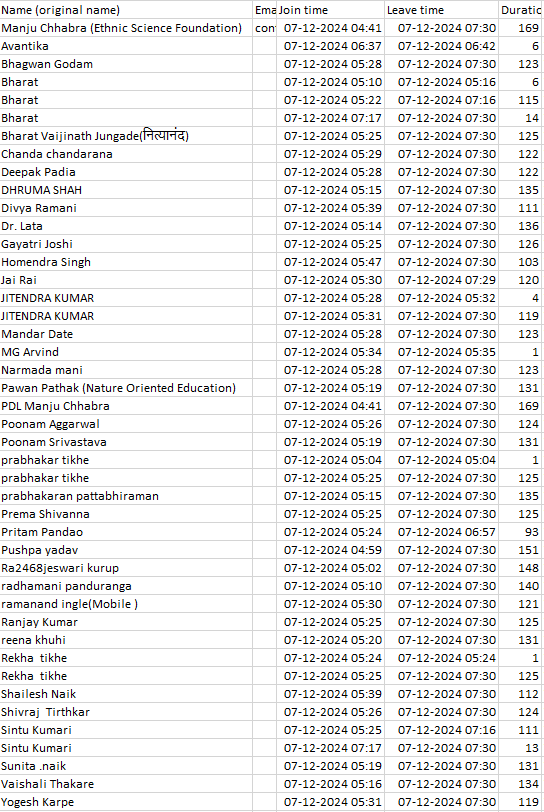 Name (original name) Ema Join time Leave time Duratio
Manju Chhabra (Ethnic Science Foundation) con 07-12-2024 04:41 07-12-2024 07:30 169
Avantika 07-12-2024 06:37 07-12-2024 06:42 6
Bhagwan Godam 07-12-2024 05:28 07-12-2024 07:30 123
Bharat 07-12-2024 05:10 07-12-2024 05:16 6
Bharat 07-12-2024 05:22 07-12-2024 07:16 115
Bharat 07-12-2024 07:17 07-12-2024 07:30 14
Bharat Vaijinath Jungade(नित्यानंद) 07-12-2024 05:25 07-12-2024 07:30 125
Chanda chandarana 07-12-2024 05:29 07-12-2024 07:30 122
Deepak Padia 07-12-2024 05:28 07-12-2024 07:30 122
DHRUMA SHAH 07-12-2024 05:15 07-12-2024 07:30 135
Divya Ramani 07-12-2024 05:39 07-12-2024 07:30 111
Dr. Lata 07-12-2024 05:14 07-12-2024 07:30 136
Gayatri Joshi 07-12-2024 05:25 07-12-2024 07:30 126
Homendra Singh 07-12-2024 05:47 07-12-2024 07:30 103
Jai Rai 07-12-2024 05:30 07-12-2024 07:29 120
JITENDRA KUMAR 07-12-2024 05:28 07-12-2024 05:32 4
JITENDRA KUMAR 07-12-2024 05:31 07-12-2024 07:30 119
Mandar Date 07-12-2024 05:28 07-12-2024 07:30 123
MG Arvind 07-12-2024 05:34 07-12-2024 05:35 1
Narmada mani 07-12-2024 05:28 07-12-2024 07:30 123
Pawan Pathak (Nature Oriented Education) 07-12-2024 05:19 07-12-2024 07:30 131
PDL Manju Chhabra 07-12-2024 04:41 07-12-2024 07:30 169
Poonam Aggarwal 07-12-2024 05:26 07-12-2024 07:30 124
Poonam Srivastava 07-12-2024 05:19 07-12-2024 07:30 131
prabhakar tikhe 07-12-2024 05:04 07-12-2024 05:04 1
prabhakar tikhe 07-12-2024 05:25 07-12-2024 07:30 125
prabhakaran pattabhiraman 07-12-2024 05:15 07-12-2024 07:30 135
Prema Shivanna 07-12-2024 05:25 07-12-2024 07:30 125
Pritam Pandao 07-12-2024 05:24 07-12-2024 06:57 93
Pushpa yadav 07-12-2024 04:59 07-12-2024 07:30 151
Ra2468jeswari kurup 07-12-2024 05:02 07-12-2024 07:30 148
radhamani panduranga 07-12-2024 05:10 07-12-2024 07:30 140
ramanand ingle(Mobile ) 07-12-2024 05:30 07-12-2024 07:30 121
Ranjay Kumar 07-12-2024 05:25 07-12-2024 07:30 125
reena khuhi 07-12-2024 05:20 07-12-2024 07:30 131
Rekha tikhe 07-12-2024 05:24 07-12-2024 05:24 1
Rekha tikhe 07-12-2024 05:25 07-12-2024 07:30 125
Shailesh Naik 07-12-2024 05:39 07-12-2024 07:30 112
Shivraj Tirthkar 07-12-2024 05:26 07-12-2024 07:30 124
Sintu Kumari 07-12-2024 05:25 07-12-2024 07:16 111
Sintu Kumari 07-12-2024 07:17 07-12-2024 07:30 13
Sunita .naik 07-12-2024 05:19 07-12-2024 07:30 131
Vaishali Thakare 07-12-2024 05:16 07-12-2024 07:30 134
Yogesh Karpe 07-12-2024 05:31 07-12-2024 07:30 119